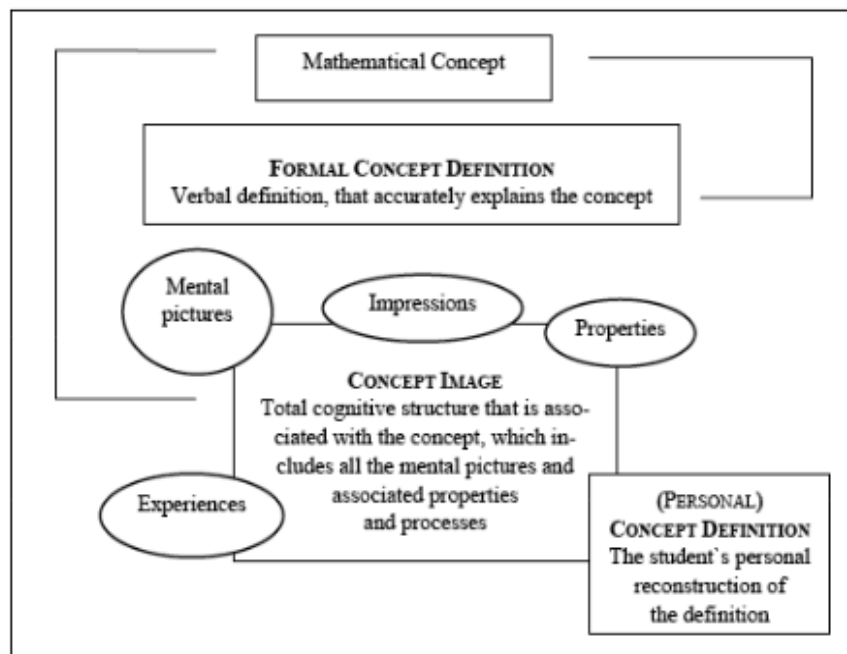 Mathematical Concept
FORMAL CONCEPT DEFINITION
Verbal definition, that accurately explains the concept
Mental
pictures
Impressions
Properties
CONCEPT IMAGE
Total cognitive structure that is asso-
ciated with the concept, which in-
cludes all the mental pictures and
associated properties
and processes
Experiences
(PERSONAL)
CONCEPT DEFINITION
The student`s personal
reconstruction of
the definition